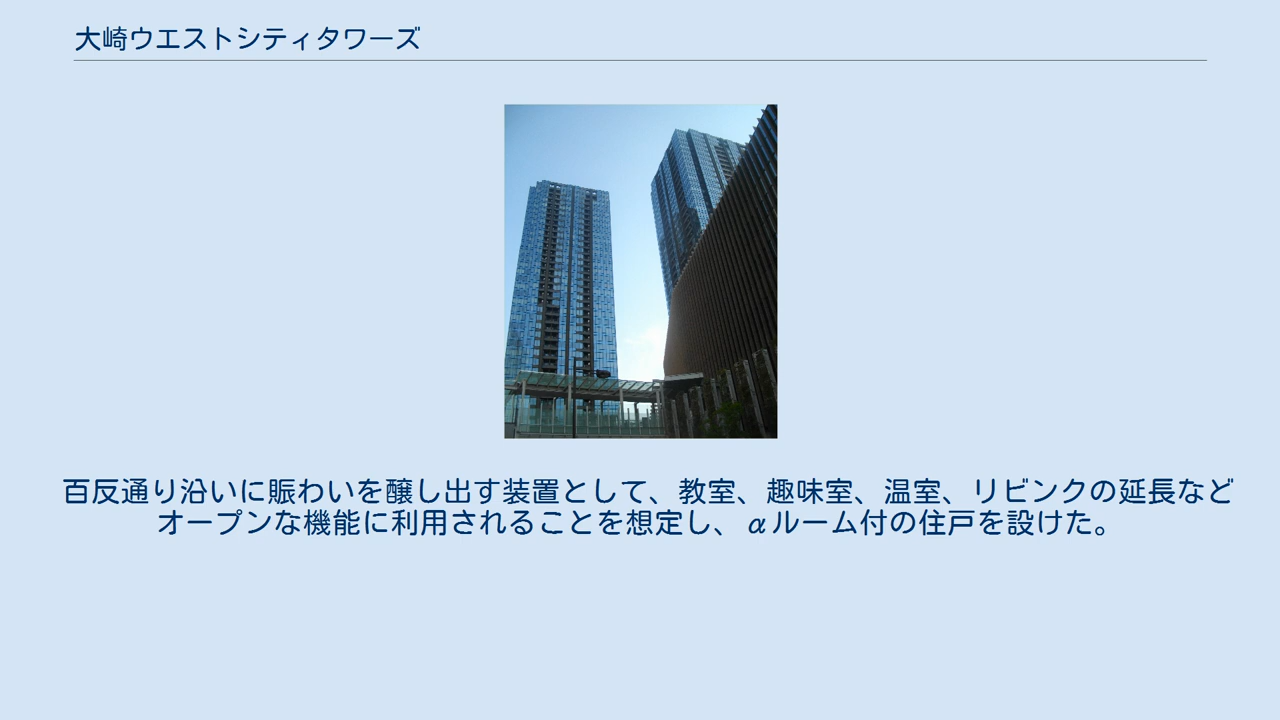 大崎ウエストシティタワーズ
百反通り沿いに賑わいを醸し出す装置として、教室、趣味室、温室、リビンクの延長など
オープンな機能に利用されることを想定し、αルーム付の住戸を設けた。